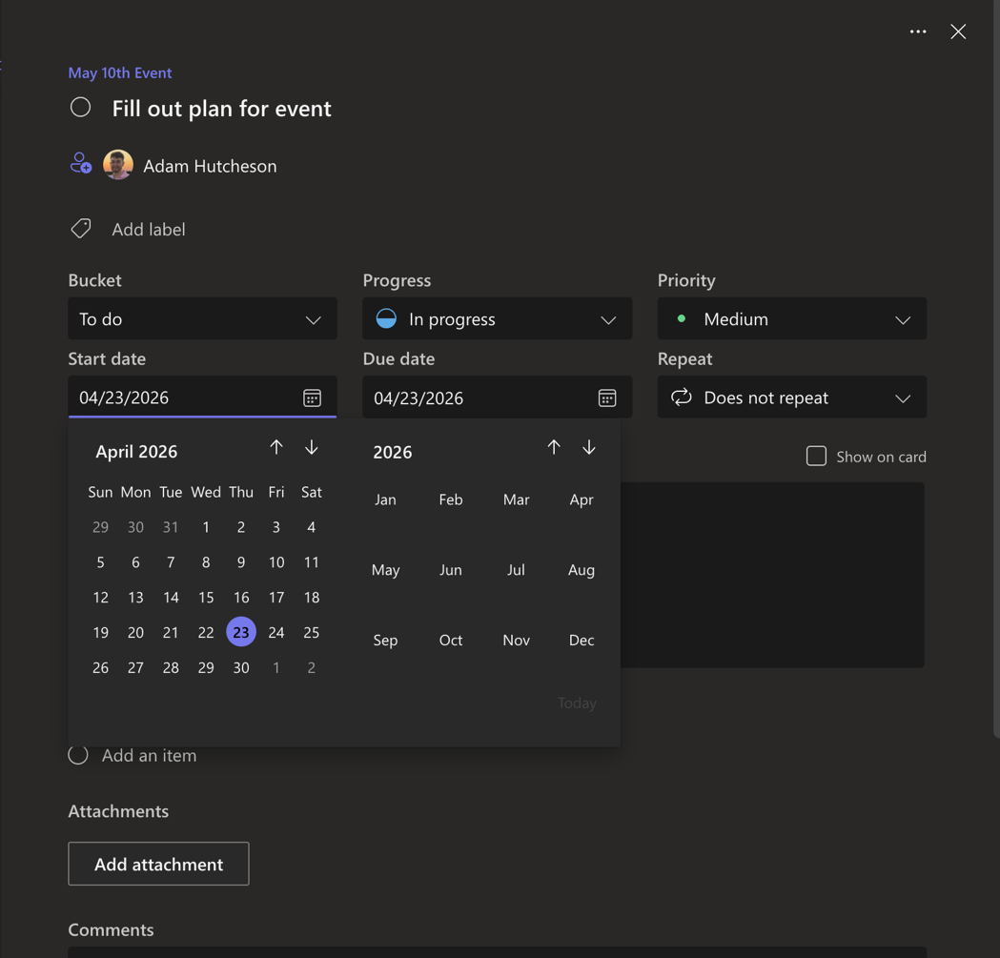 May 10th Event
Fill out plan for event
Adam Hutcheson
Add label
Bucket Progress Priority
To do In progress Medium
Start date Due date Repeat
04/23/2026 04/23/2026 Does not repeat
April 2026 2026
Show on card
Sun Mon Tue Wed Thu Fri Sat
29 30 31 1 2 3 4
5 6 7 8 9 10 11
12 13 14 15 16 17 18
19 20 21 22 23 24 25
26 27 28 29 30 1 2
Jan Feb Mar Apr
May Jun Jul Aug
Sep Oct Nov Dec
Today
Add an item
Attachments
Add attachment
Comments